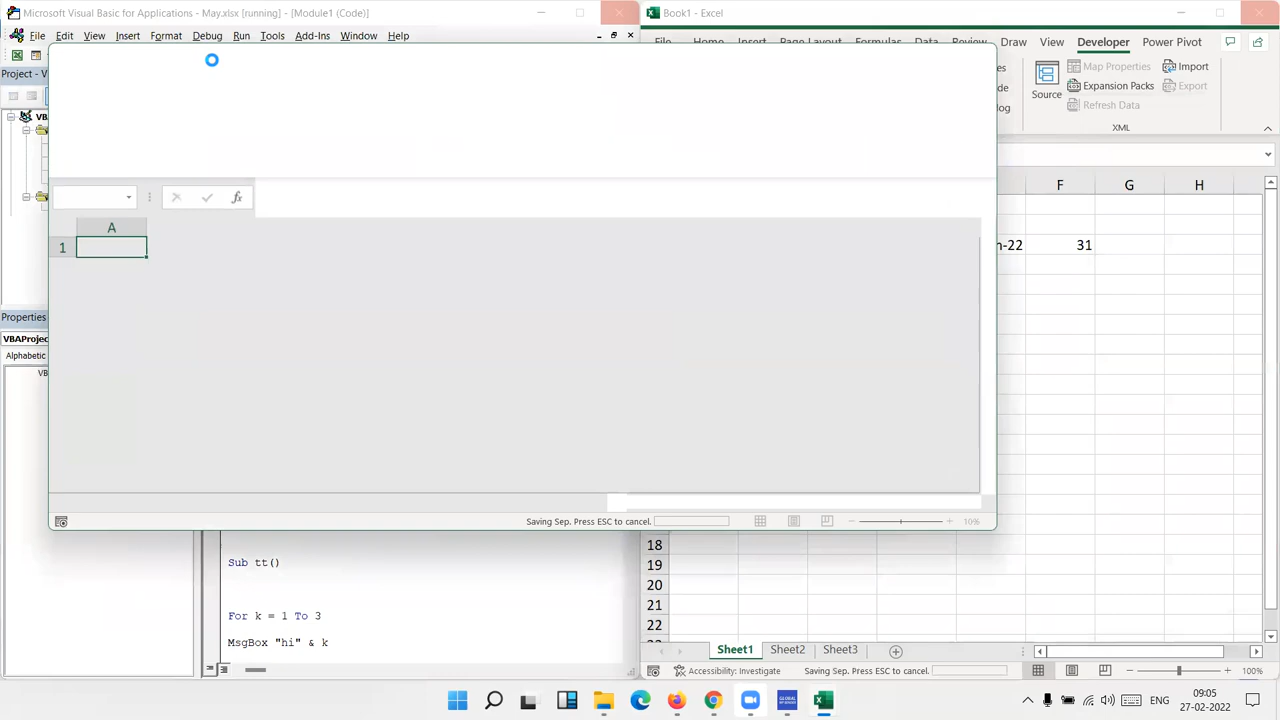 Microsoft Visual Basic for Applications - May.xlsx [running] - [Module1 (Code)]
File Edit View Insert Format Debug Run Tools Add-Ins Window Help
Project - V
Properties
VBAProjec
Alphabetic
Sub tt()
For k = 1 To 3
MsgBox "hi" & k
fx
A
1
Saving Sep. Press ESC to cancel.
10%
Book1 - Excel
Draw View Developer Power Pivot
Source
Map Properties
Import
Expansion Packs
Export
Refresh Data
XML
F G H
-22 31
18
19
20
21
22
Sheet1 Sheet2 Sheet3
Accessibility: Investigate
Saving Sep. Press ESC to cancel.
100%
ENG
09:05
27-02-2022